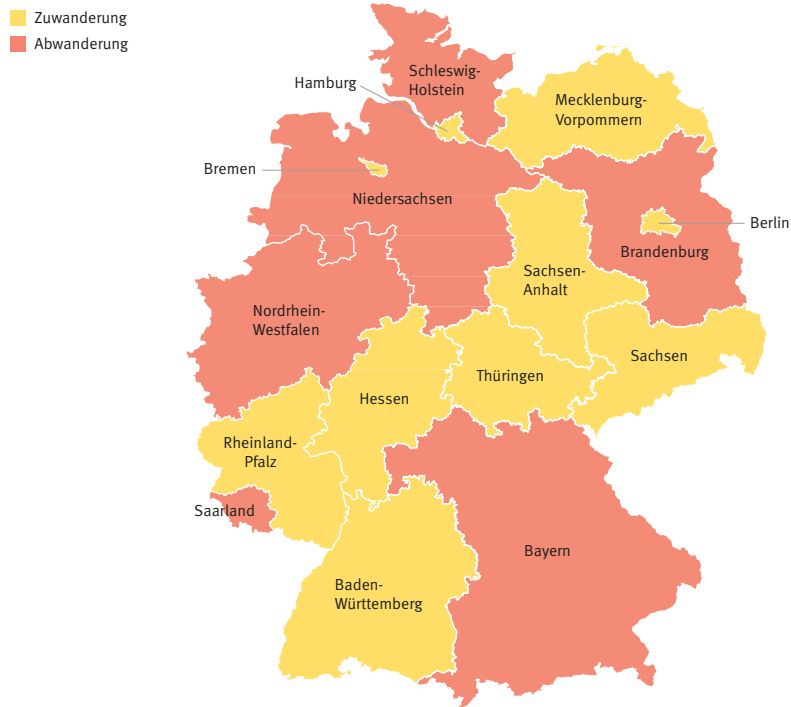 Zuwanderung
Abwanderung
Schleswig-
Holstein
Hamburg
Mecklenburg-
Vorpommern
Bremen
Niedersachsen
Berlin
Brandenburg
Sachsen-
Anhalt
Nordrhein-
Westfalen
Sachsen
Thüringen
Hessen
Rheinland-
Pfalz
Saarland
Bayern
Baden-
Württemberg